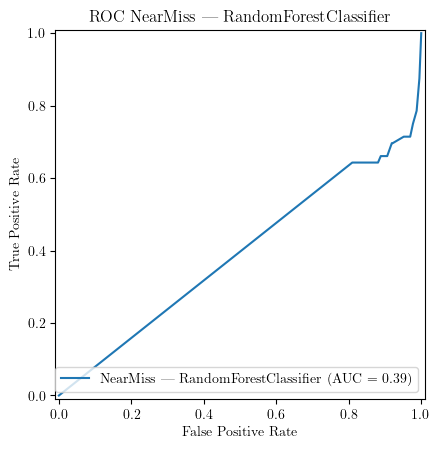 ROC NearMiss — RandomForestClassifier
1.0
0.8
0.6
0.4
0.2
0.0
True Positive Rate
NearMiss — RandomForestClassifier (AUC = 0.39)
0.0 0.2 0.4 0.6 0.8 1.0
False Positive Rate